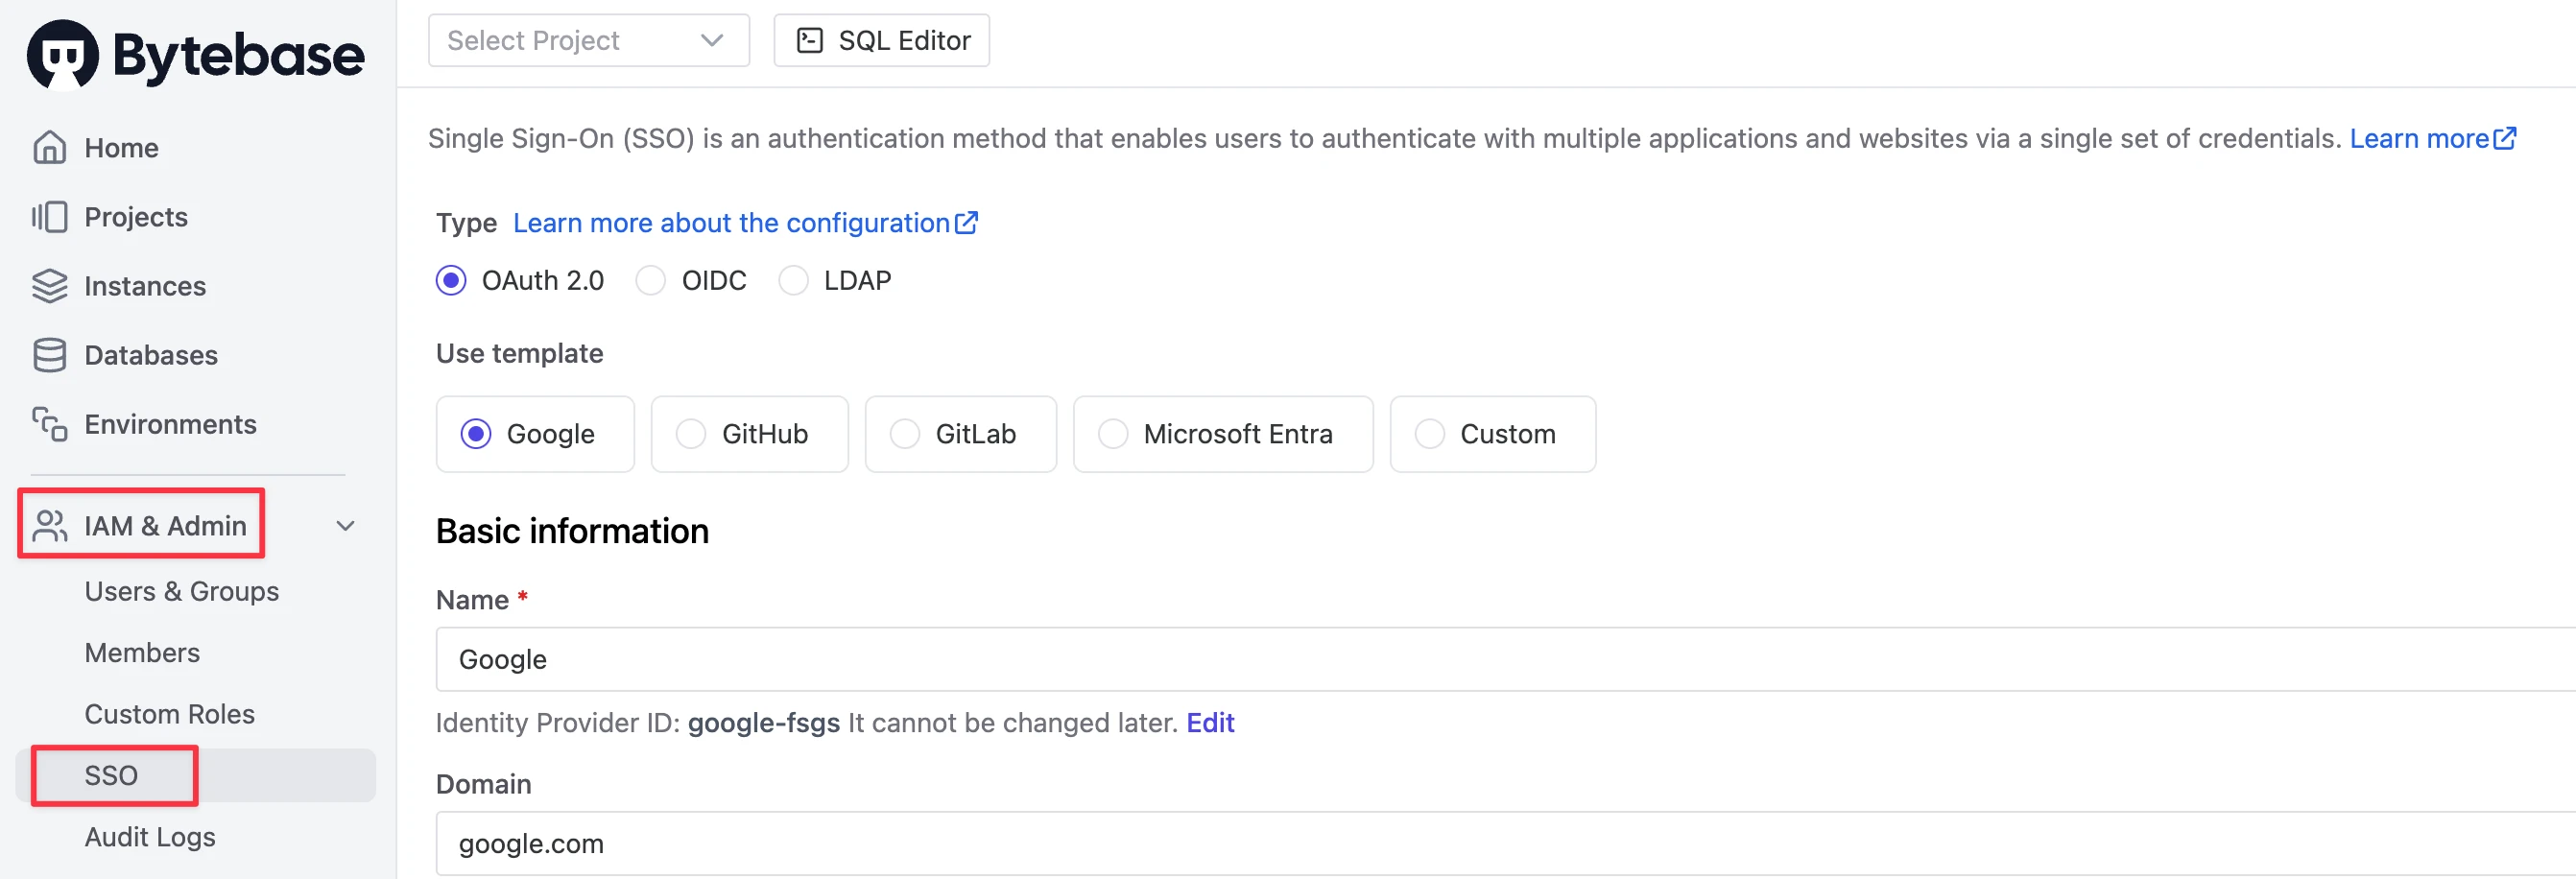 Bytebase
Home
Projects
Instances
Databases
Environments
IAM & Admin
Users & Groups
Members
Custom Roles
SSO
Audit Logs
Select Project
SQL Editor
Single Sign-On (SSO) is an authentication method that enables users to authenticate with multiple applications and websites via a single set of credentials. Learn more
Type Learn more about the configuration
OAuth 2.0 OIDC LDAP
Use template
Google GitHub GitLab Microsoft Entra Custom
Basic information
Name *
Google
Identity Provider ID: google-fsgs It cannot be changed later. Edit
Domain
google.com